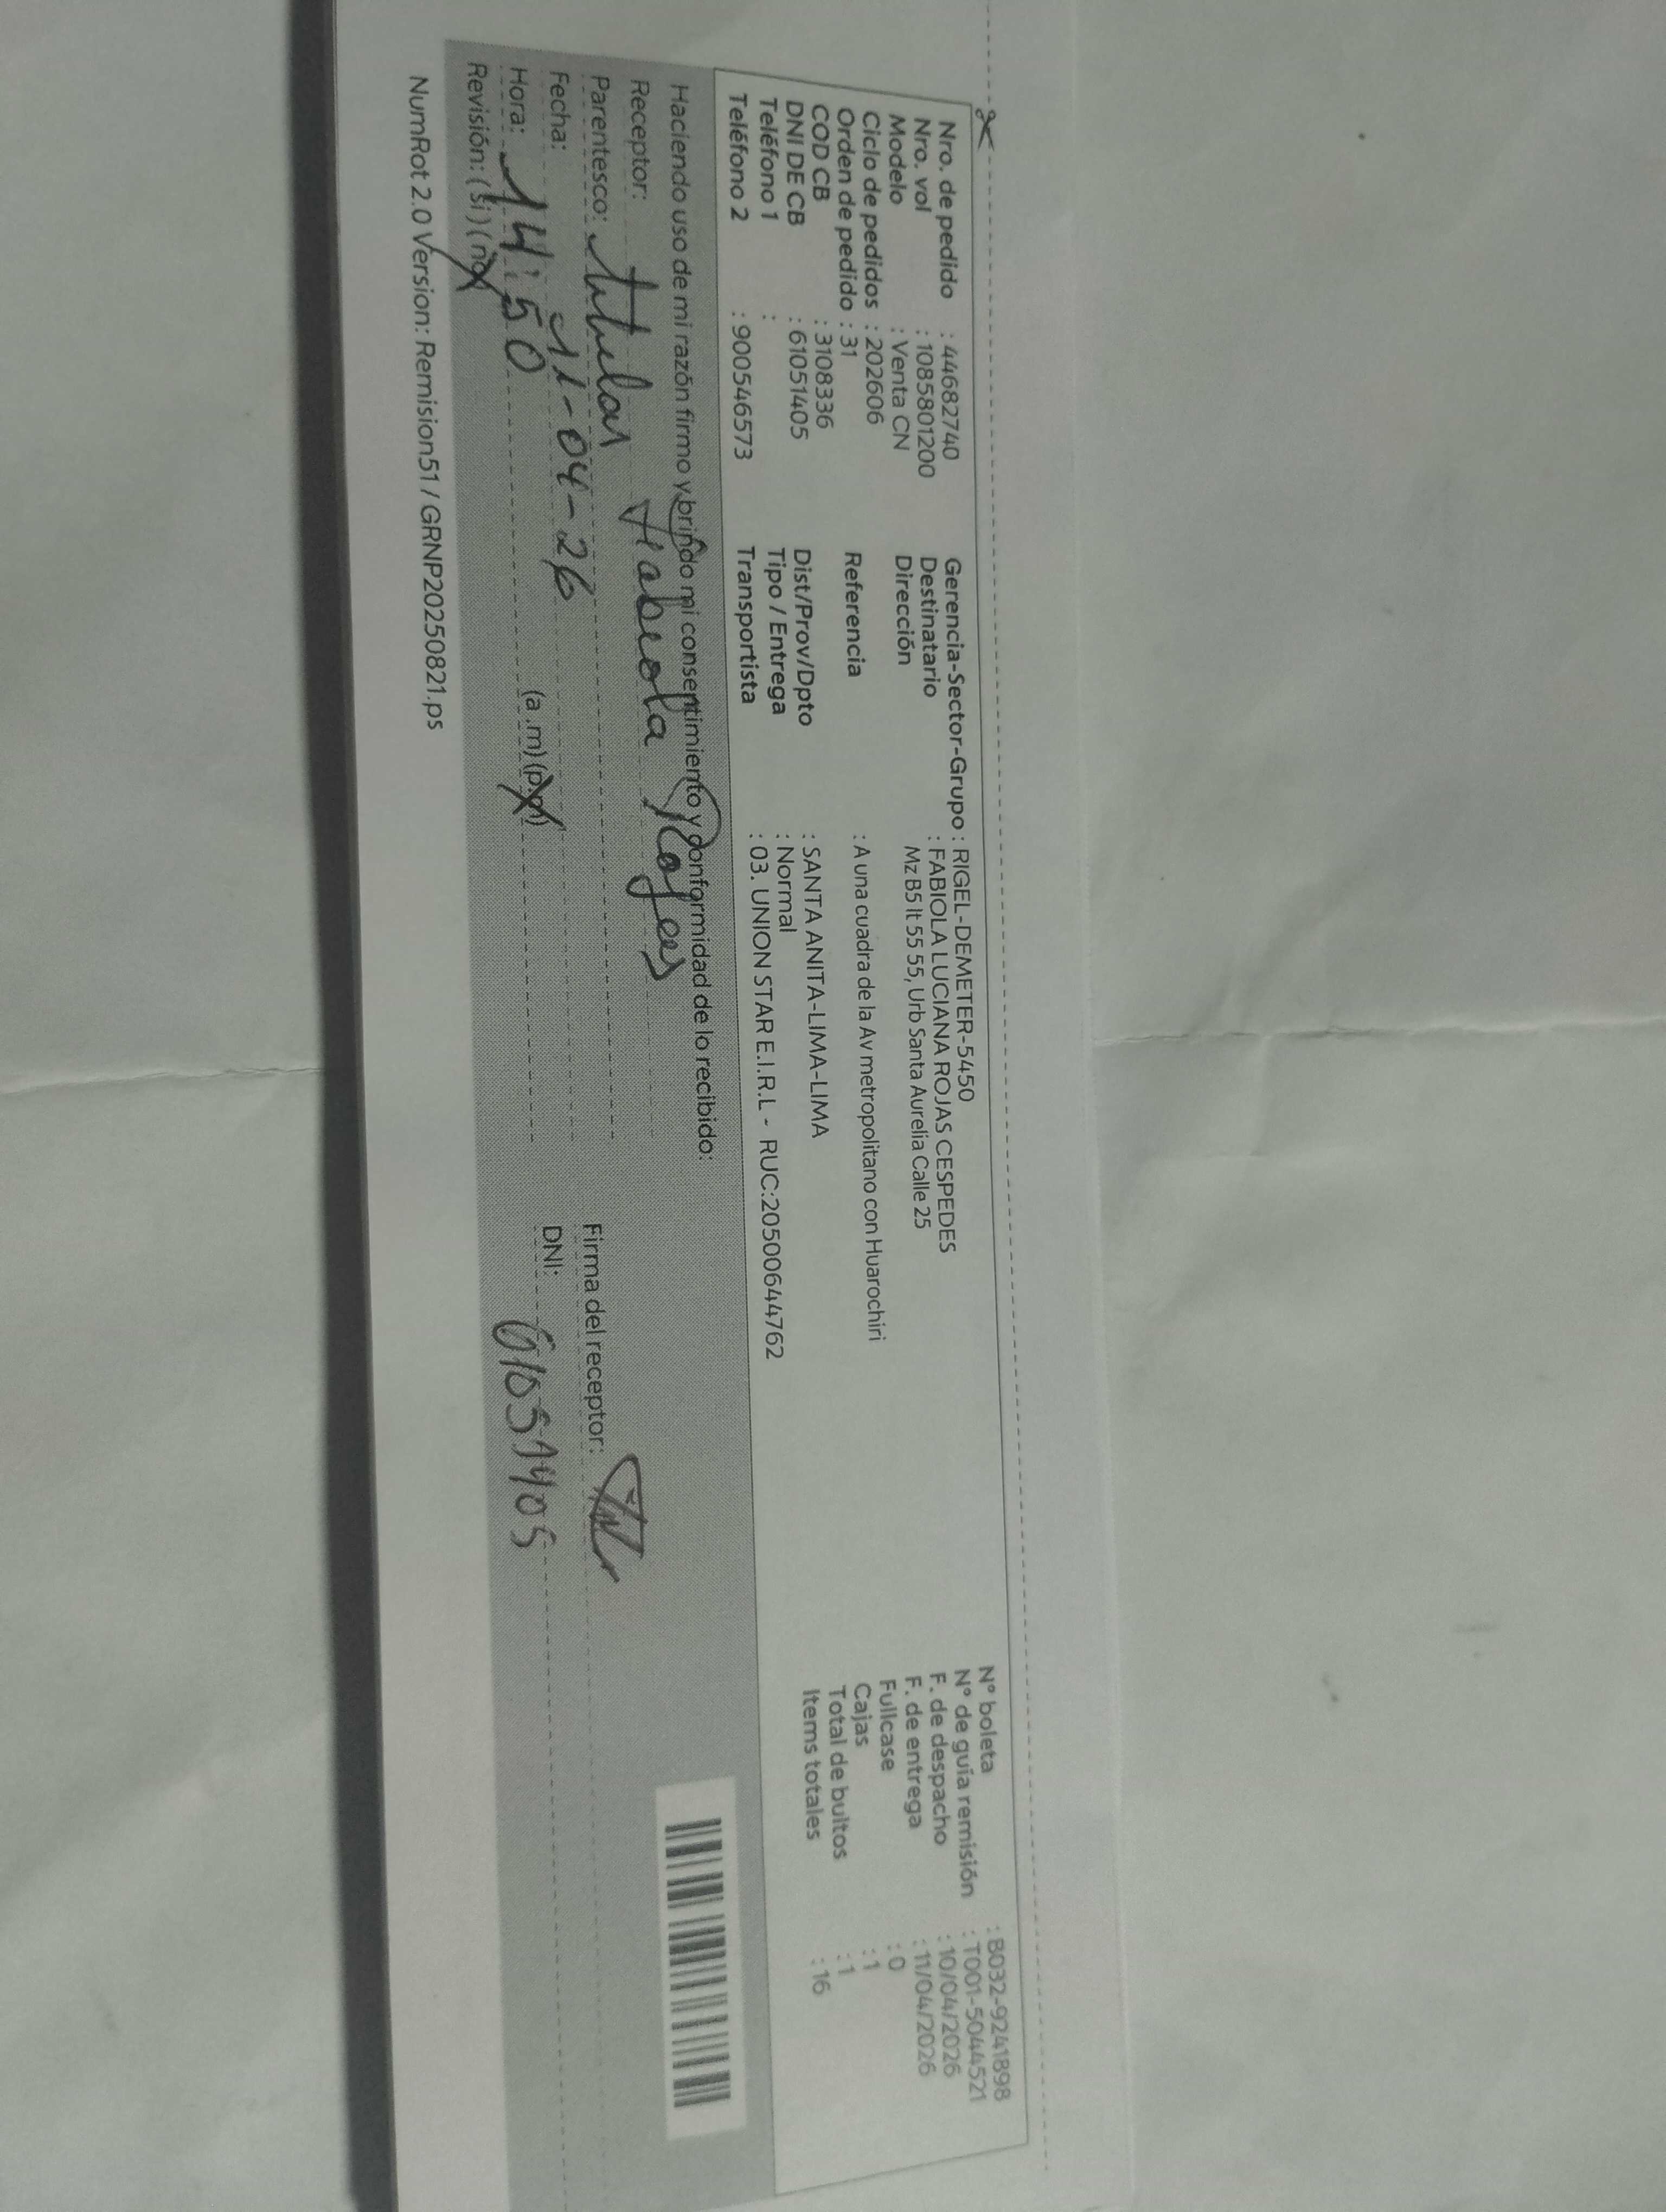 Nro. de pedido : 44682740
Nro. vol : 1085801200
Modelo : Venta CN
Ciclo de pedidos : 202606
Orden de pedido : 31
COD CB : 3108336
DNI DE CB : 61051405
Teléfono 1 :
Teléfono 2 : 900546573
Gerencia-Sector-Grupo : RIGEL-DEMETER-5450
Destinatario : FABIOLA LUCIANA ROJAS CESPEDES
Dirección Mz B5 lt 55 55, Urb Santa Aurelia Calle 25
Referencia : A una cuadra de la Av metropolitano con Huarochiri
Dist/Prov/Dpto : SANTA ANITA-LIMA-LIMA
Tipo / Entrega : Normal
Transportista : 03. UNION STAR E.I.R.L - RUC:20500644762
N° boleta : B032-9241898
N° de guía remisión : T001-5044521
F. de despacho : 10/04/2026
F. de entrega : 11/04/2026
Fullcase : 0
Cajas : 1
Total de bultos : 1
Items totales : 16
Haciendo uso de mi razón firmo y brindo mi consentimiento y conformidad de lo recibido:
Receptor: Fabiola Rojas
Parentesco: titular
Fecha: 11-04-26
Hora: 14:50 (a.m) (p.m)
Revisión: (si) (no)
Firma del receptor:
DNI: 61051405
NumRot 2.0 Version: Remision51 / GRNP20250821.ps